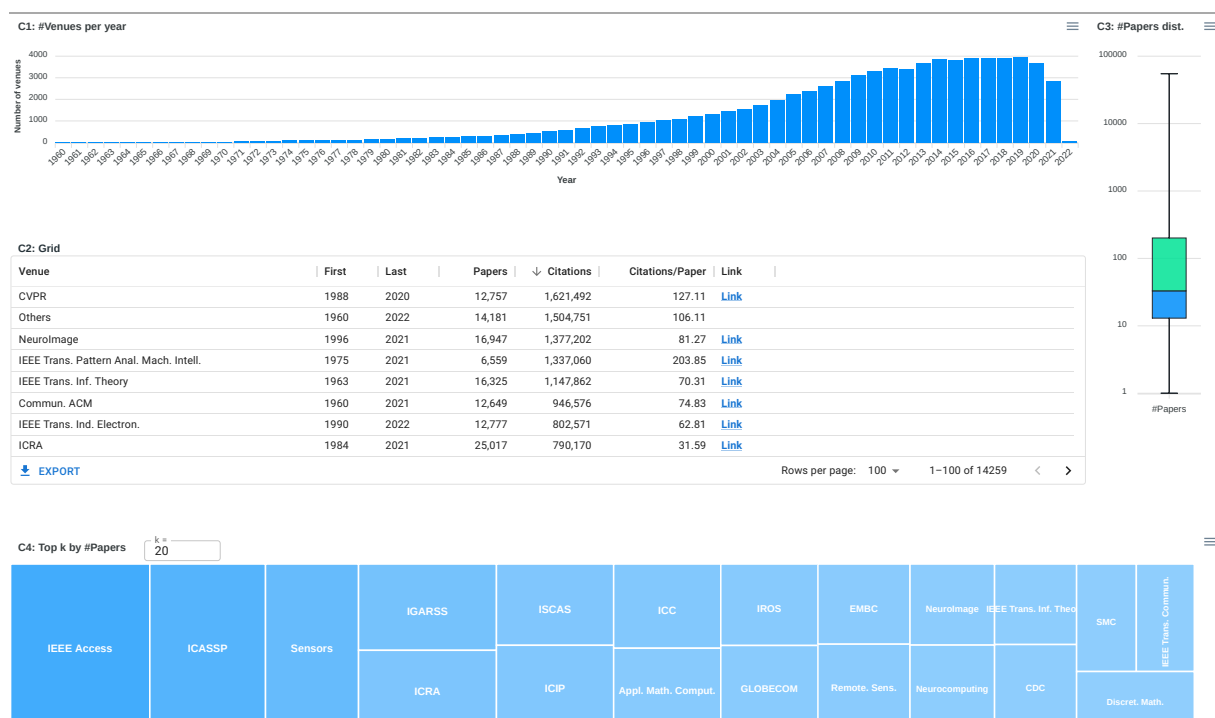 C1: #Venues per year
C3: #Papers dist.
Number of venues
4000
3000
2000
1000
0
1960 1961 1962 1963 1964 1965 1966 1967 1968 1969 1970 1971 1972 1973 1974 1975 1976 1977 1978 1979 1980 1981 1982 1983 1984 1985 1986 1987 1988 1989 1990 1991 1992 1993 1994 1995 1996 1997 1998 1999 2000 2001 2002 2003 2004 2005 2006 2007 2008 2009 2010 2011 2012 2013 2014 2015 2016 2017 2018 2019 2020 2021 2022
Year
100000
10000
1000
100
10
1
#Papers
C2: Grid
Venue First Last Papers Citations Citations/Paper Link
CVPR 1988 2020 12,757 1,621,492 127.11 Link
Others 1960 2022 14,181 1,504,751 106.11
NeuroImage 1996 2021 16,947 1,377,202 81.27 Link
IEEE Trans. Pattern Anal. Mach. Intell. 1975 2021 6,559 1,337,060 203.85 Link
IEEE Trans. Inf. Theory 1963 2021 16,325 1,147,862 70.31 Link
Commun. ACM 1960 2021 12,649 946,576 74.83 Link
IEEE Trans. Ind. Electron. 1990 2022 12,777 802,571 62.81 Link
ICRA 1984 2021 25,017 790,170 31.59 Link
EXPORT
Rows per page: 100
1–100 of 14259
C4: Top k by #Papers
k =
20
IEEE Access
ICASSP
Sensors
IGARSS
ICRA
ISCAS
ICIP
ICC
Appl. Math. Comput.
IROS
GLOBECOM
EMBC
Remote. Sens.
NeuroImage
Neurocomputing
IEEE Trans. Inf. Theo
CDC
SMC
IEEE Trans. Commun.
Discret. Math.